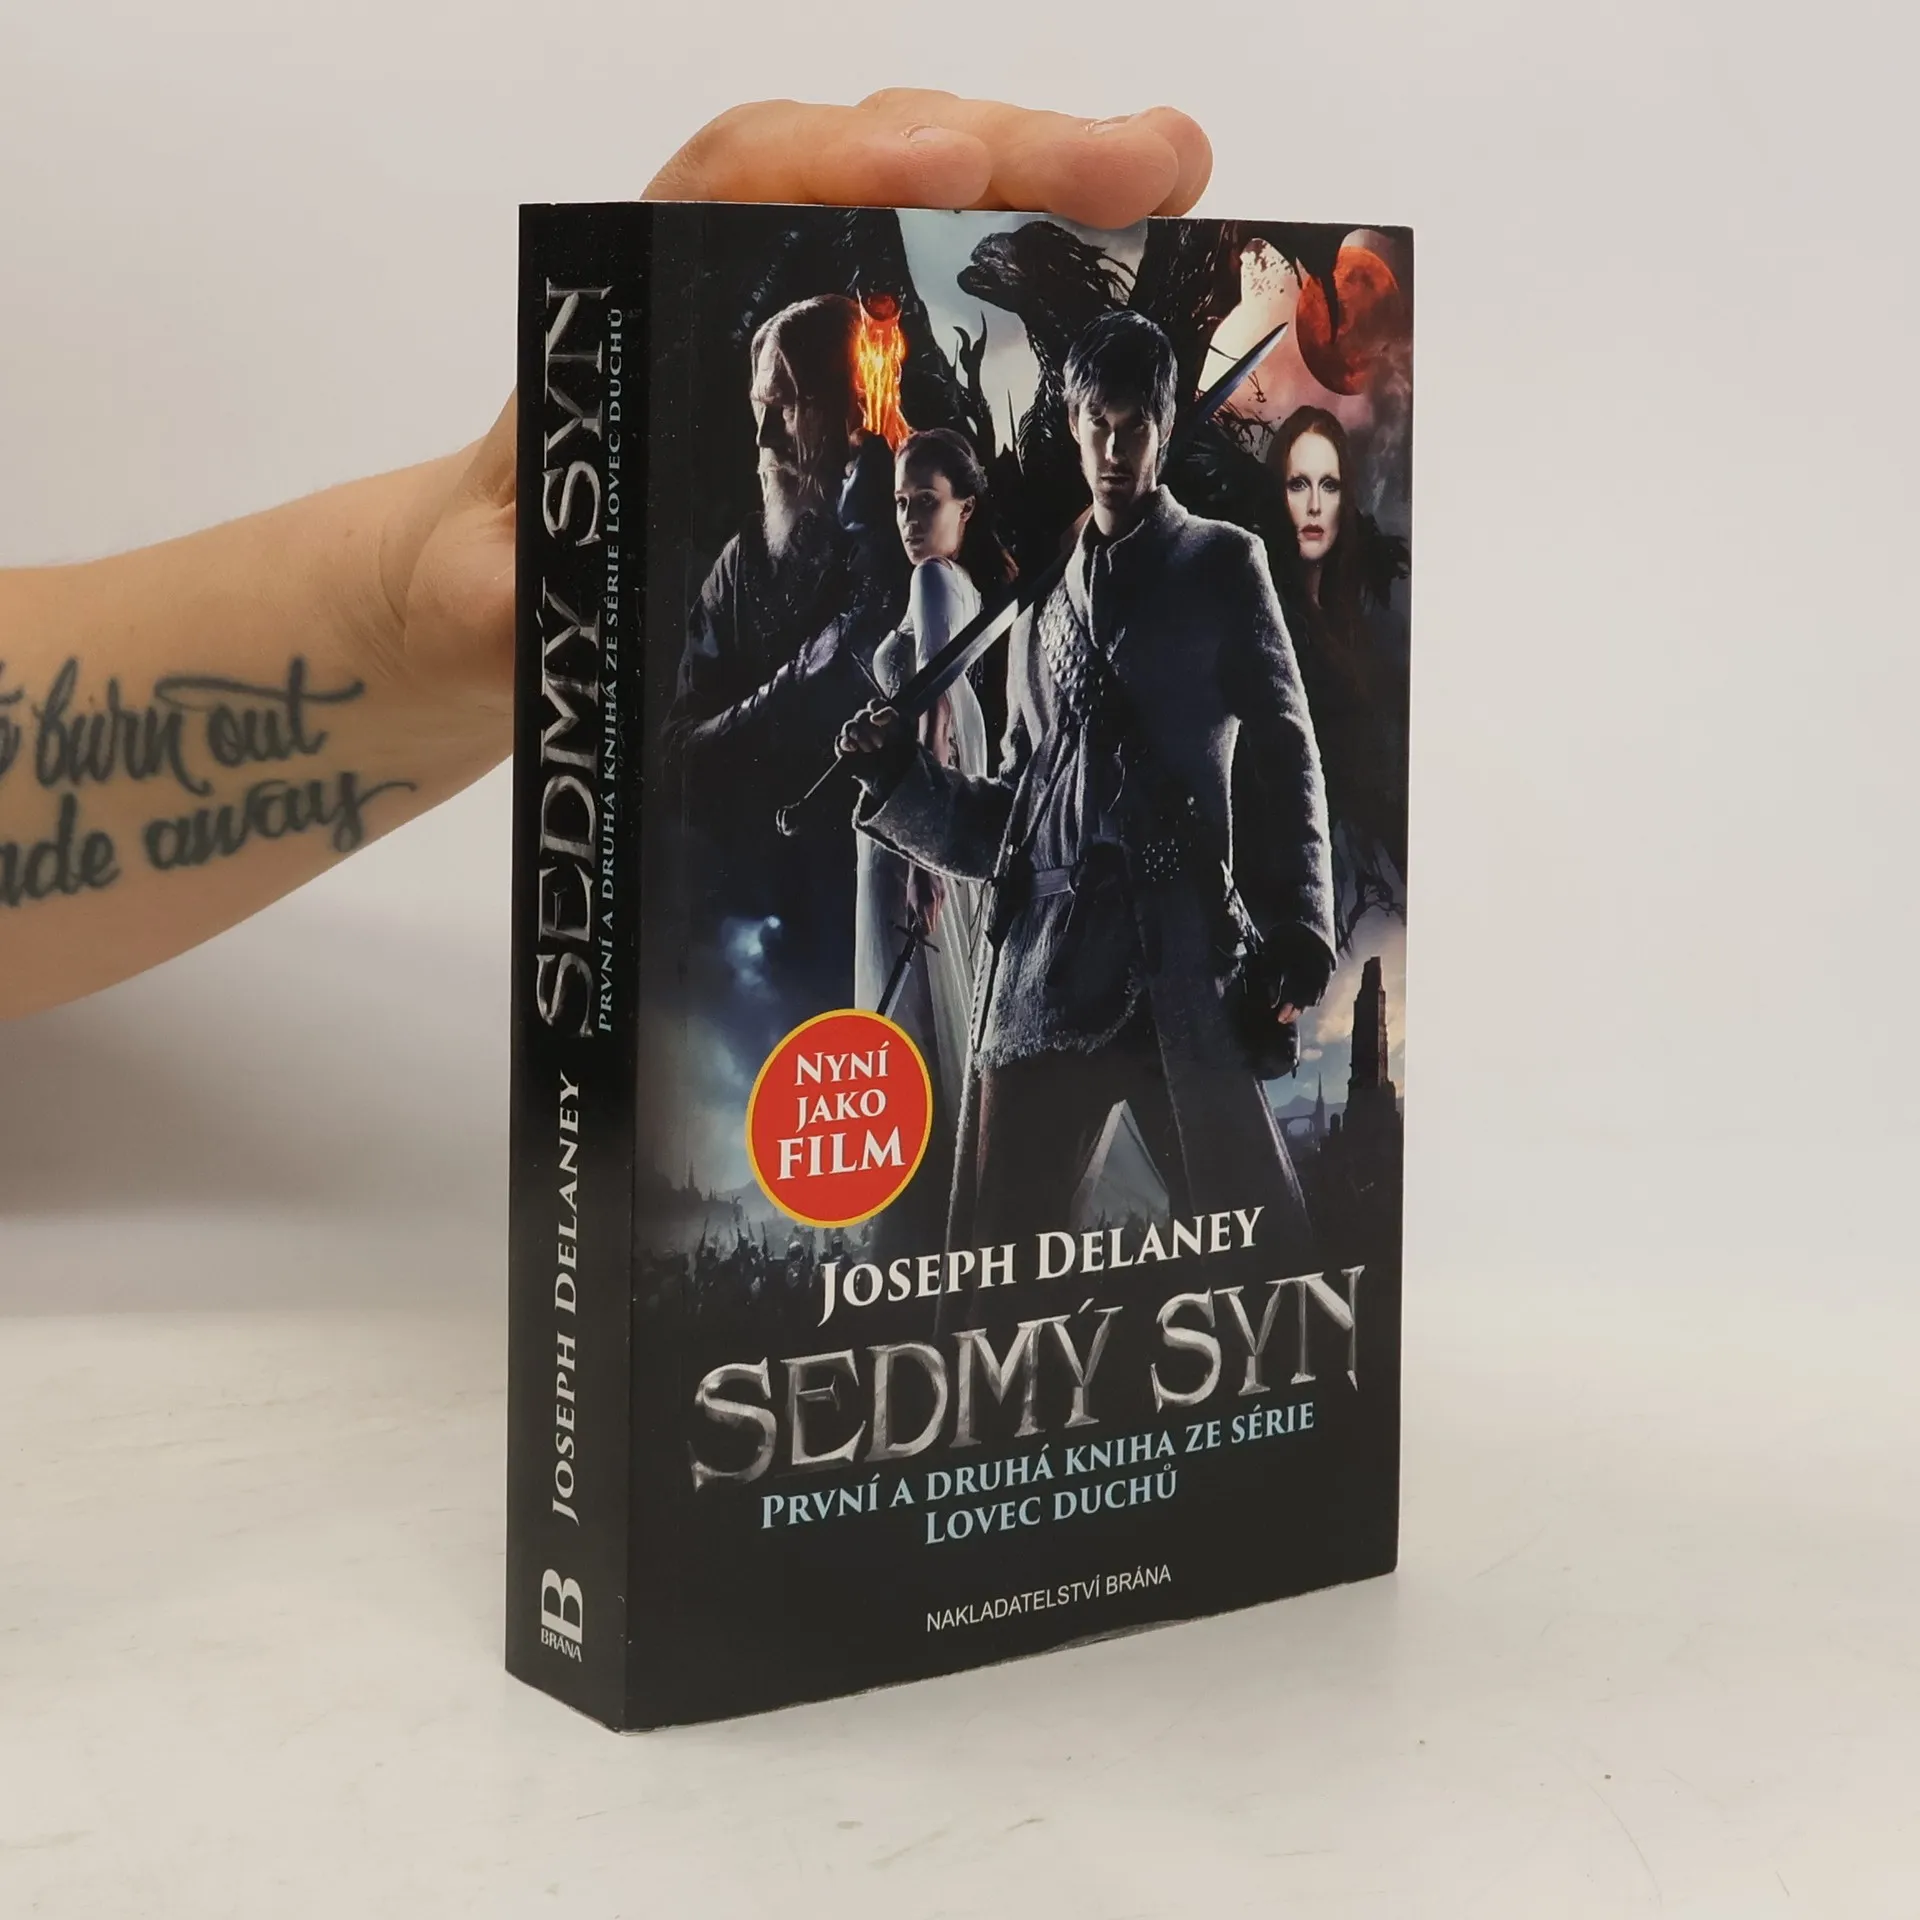 burn out
away
SEDMÝ SYN
PRVNÍ A DRUHÁ KNIHA ZE SÉRIE LOVEC DUCHŮ
JOSEPH DELANEY
B
BRÁNA
NYNÍ
JAKO
FILM
JOSEPH DELANEY
SEDMÝ SYN
PRVNÍ A DRUHÁ KNIHA ZE SÉRIE
LOVEC DUCHŮ
NAKLADATELSTVÍ BRÁNA